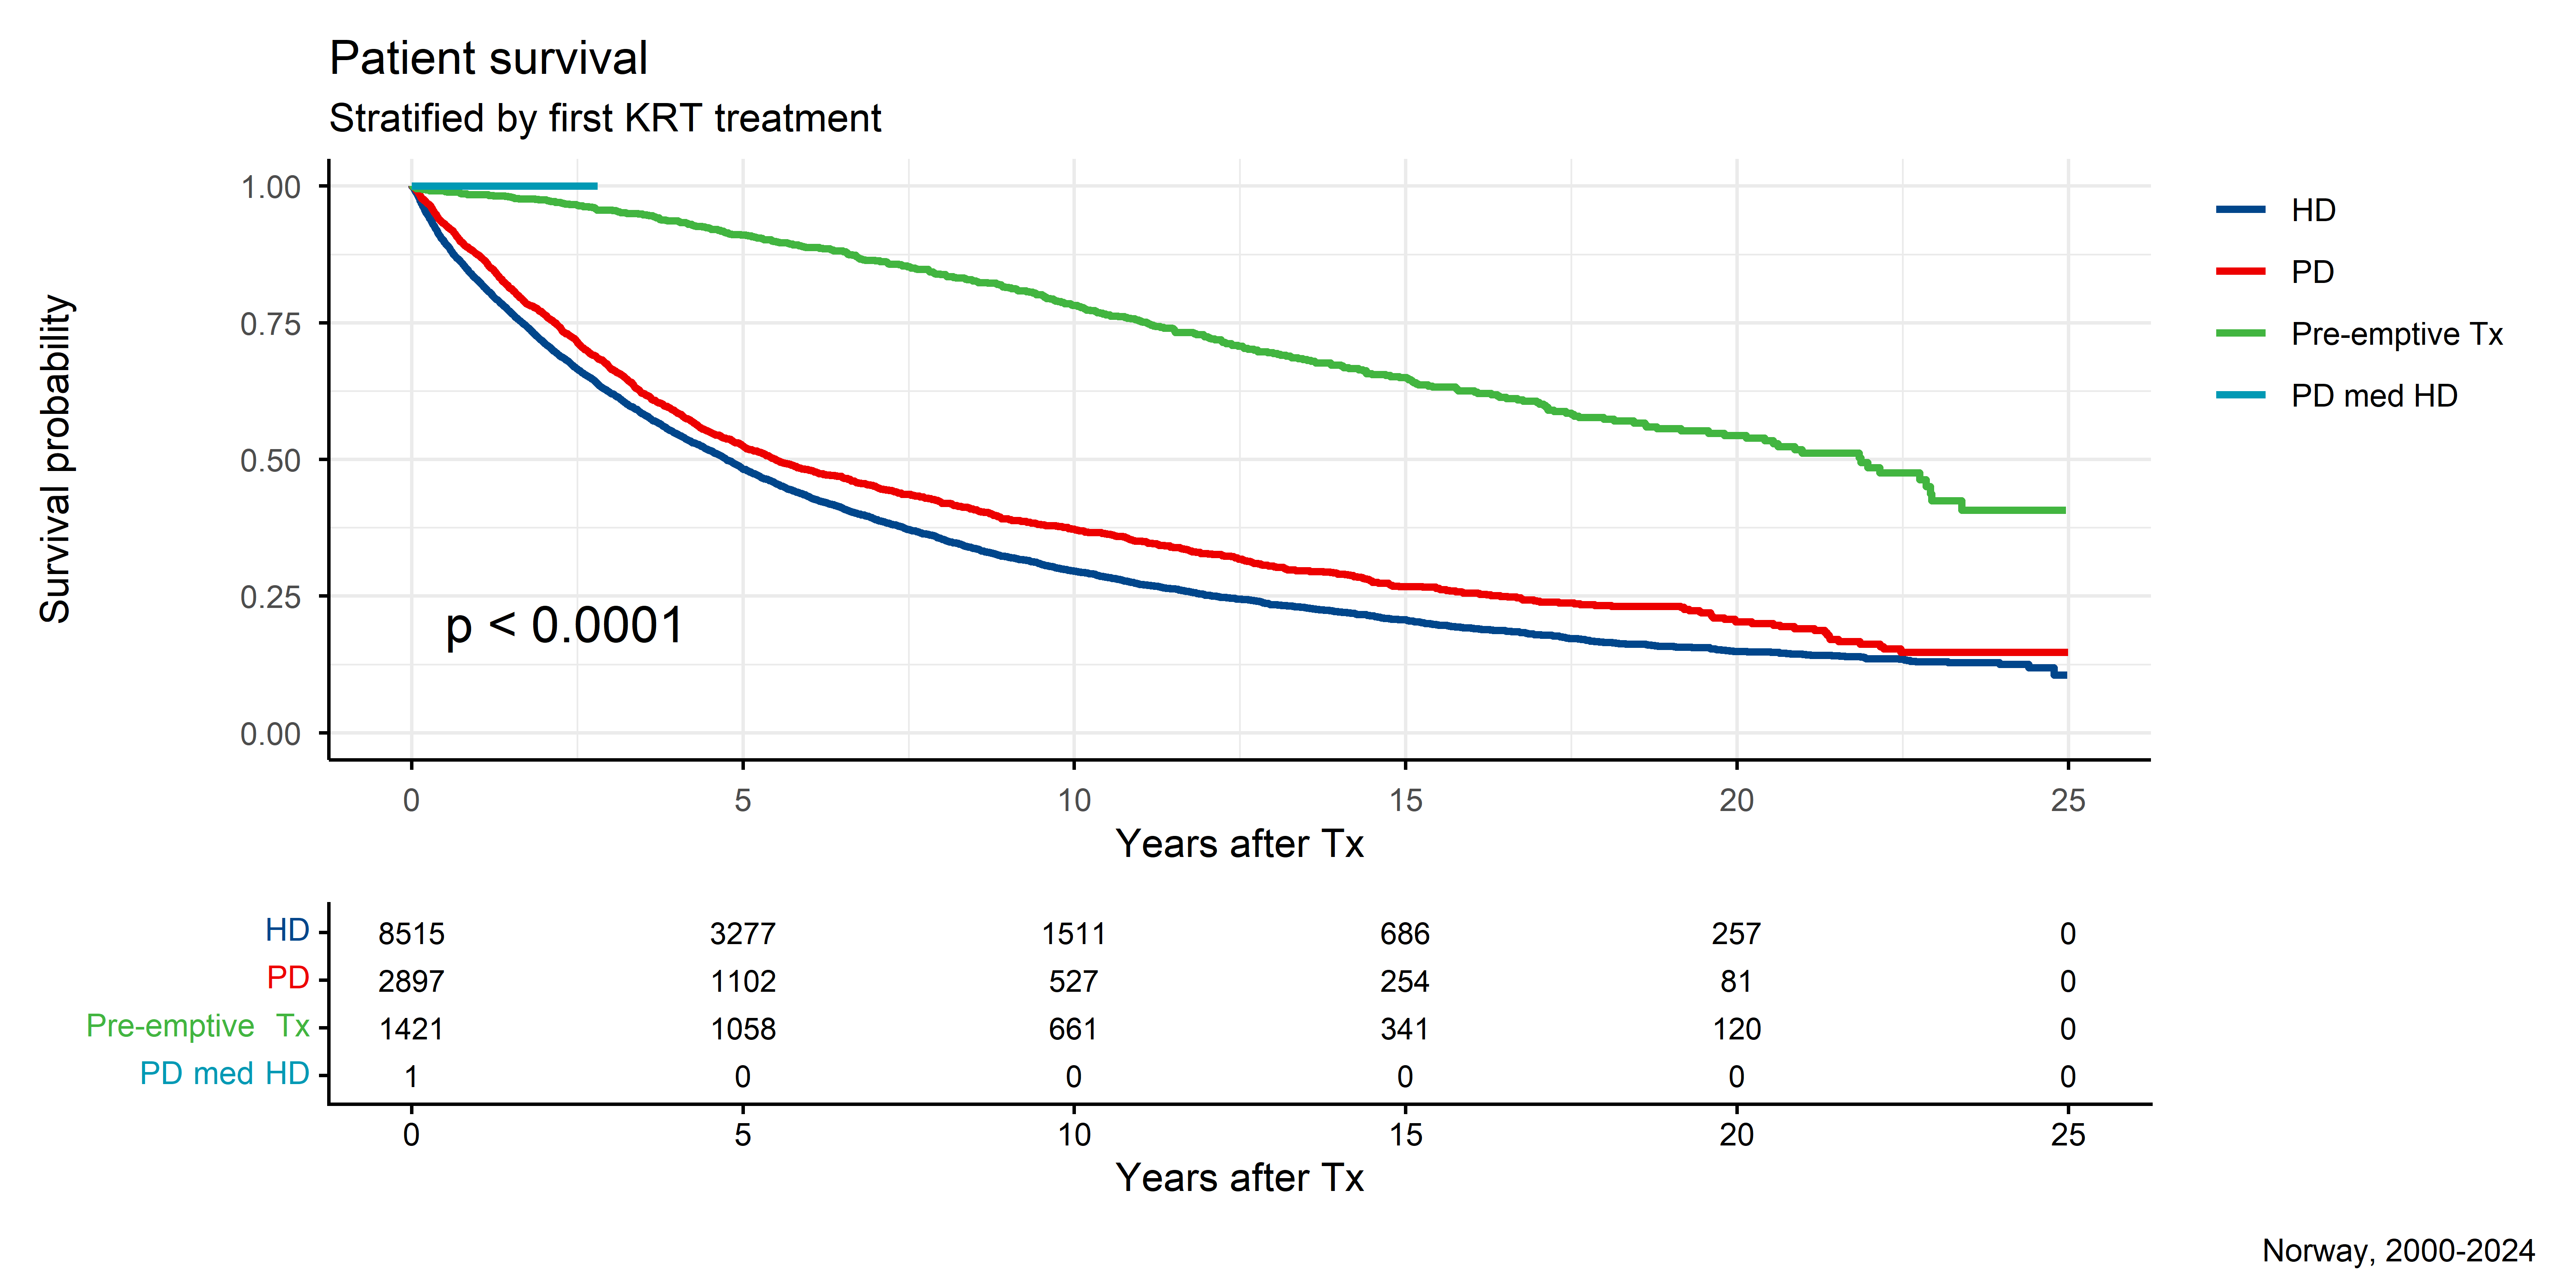 Patient survival
Stratified by first KRT treatment
Survival probability
1.00
0.75
0.50
0.25
0.00
p < 0.0001
0 5 10 15 20 25
Years after Tx
HD
PD
Pre-emptive Tx
PD med HD
HD 8515 3277 1511 686 257 0
PD 2897 1102 527 254 81 0
Pre-emptive Tx 1421 1058 661 341 120 0
PD med HD 1 0 0 0 0 0
0 5 10 15 20 25
Years after Tx
Norway, 2000-2024